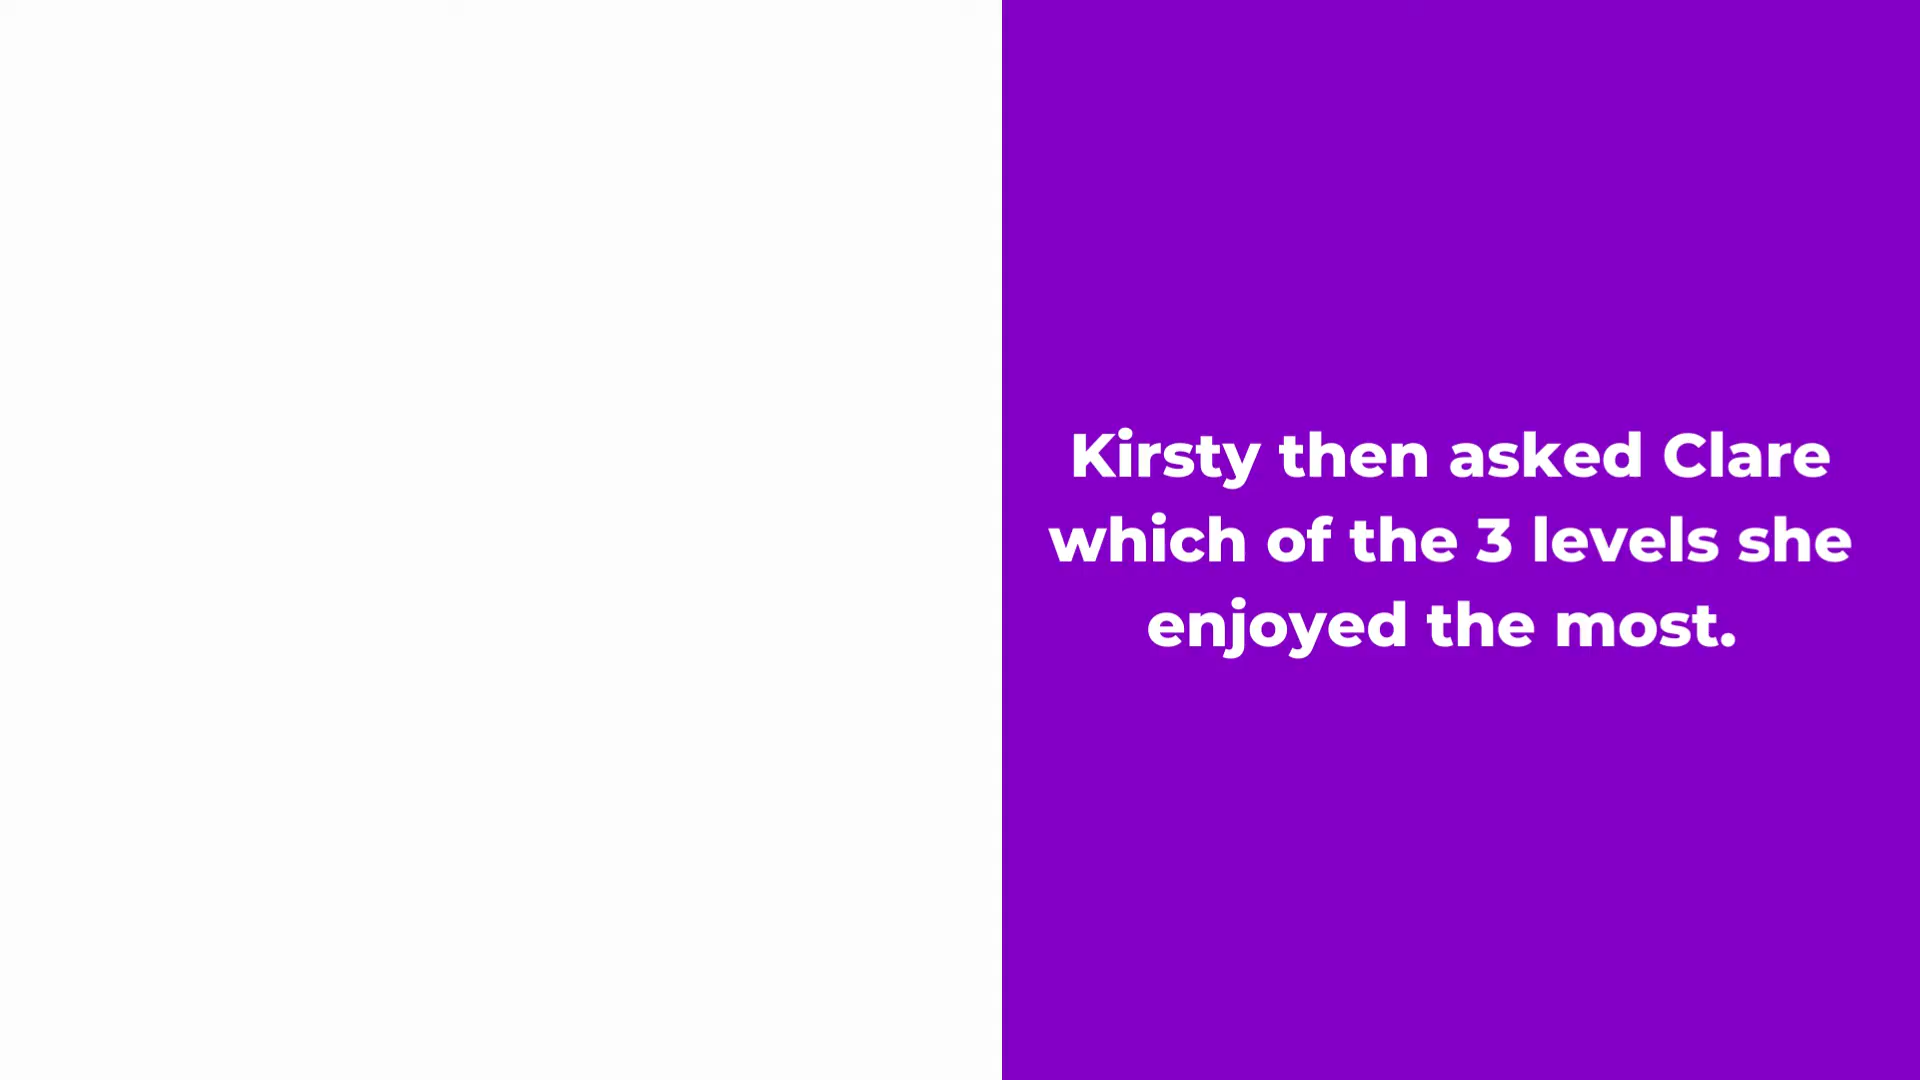 Kirsty then asked Clare
which of the 3 levels she
enjoyed the most.